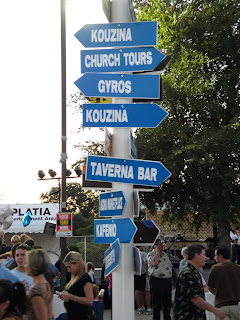 KOUZINA
CHURCH TOURS
GYROS
KOUZINA
TAVERNA BAR
KAFENIO
PLATIA